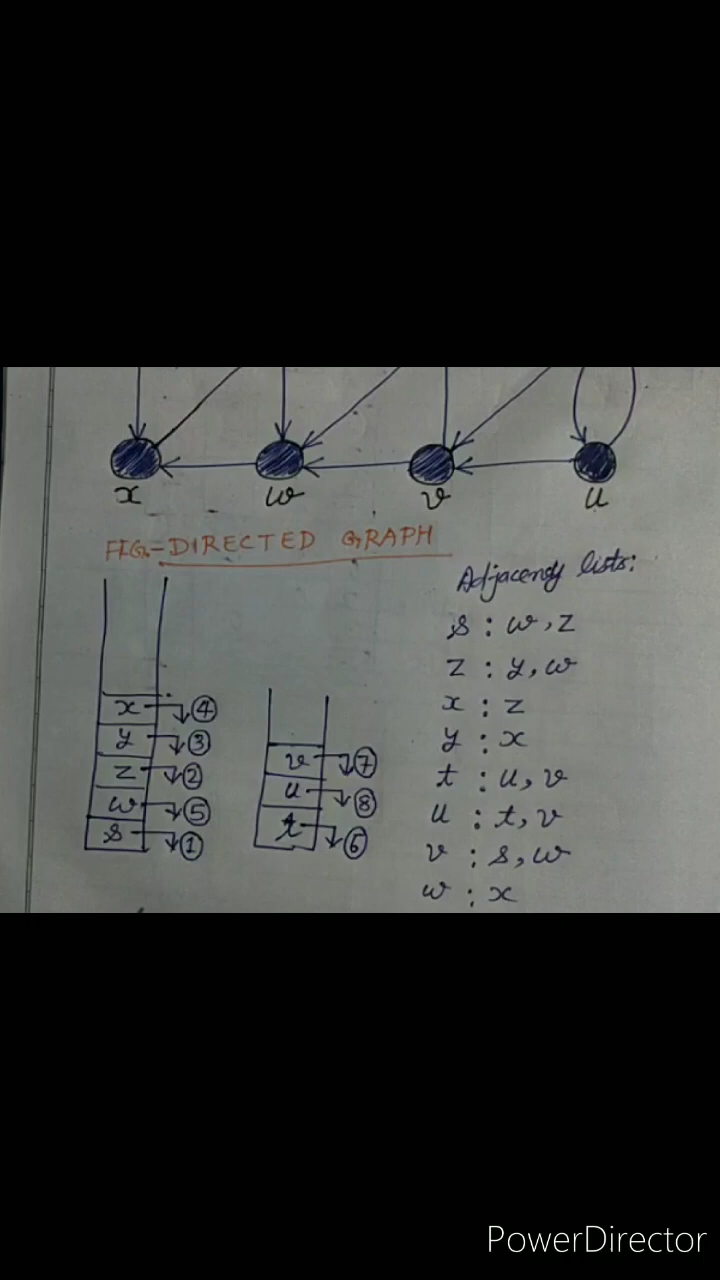 x w v u
FIG.-DIRECTED GRAPH
Adjacency lists:
s : w, z
z : y, w
x : z
y : x
t : u, v
u : t, v
v : s, w
w : x
x ④
y ③
z ②
w ⑤
s ①
v ⑦
u ⑧
t ⑥
PowerDirector